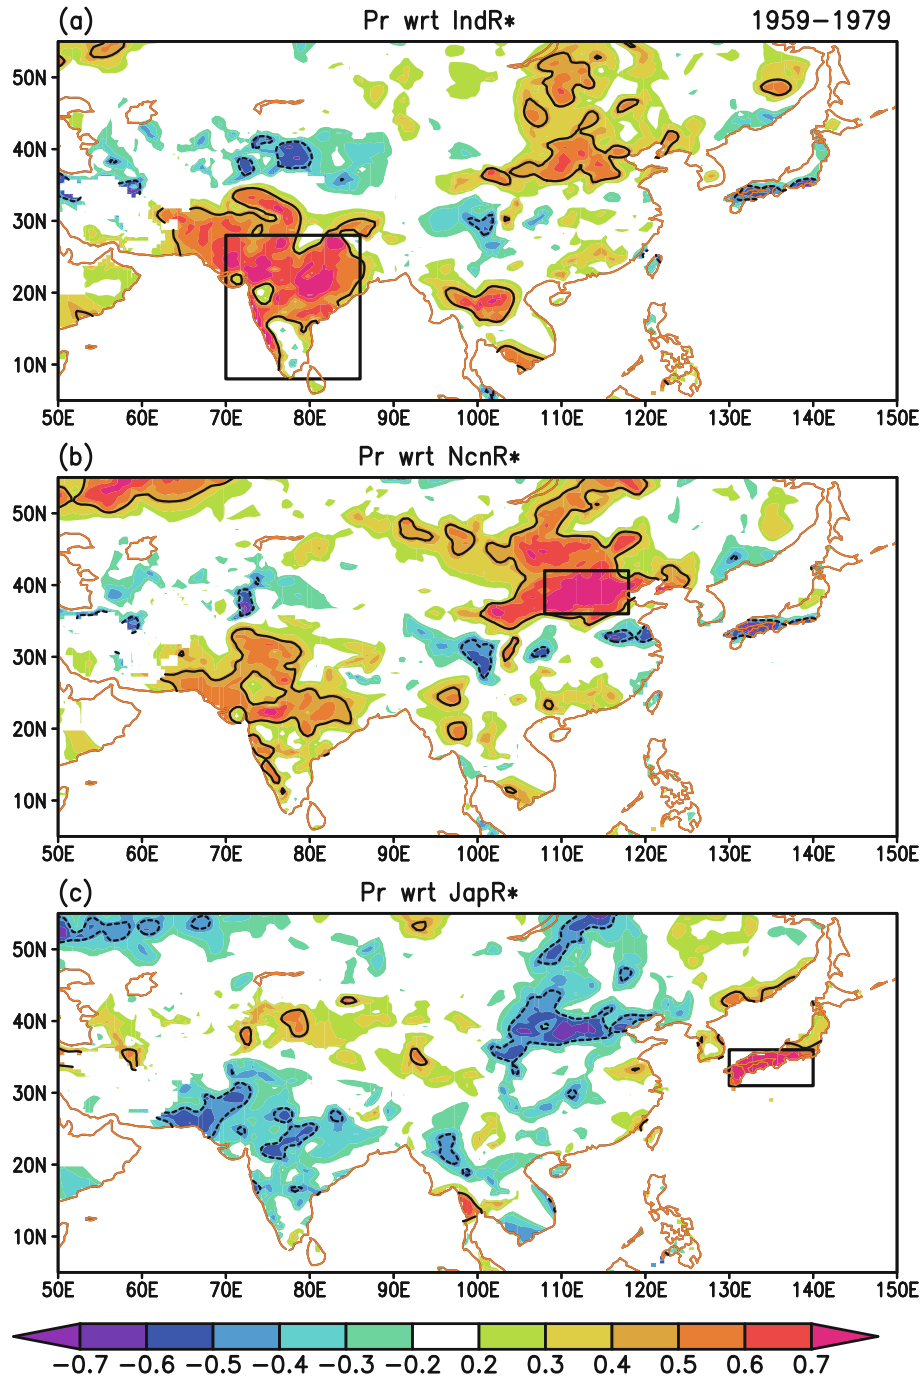 (a) Pr wrt IndR* 1959−1979
50N
40N
30N
20N
10N
50E 60E 70E 80E 90E 100E 110E 120E 130E 140E 150E
(b) Pr wrt NcnR*
50N
40N
30N
20N
10N
50E 60E 70E 80E 90E 100E 110E 120E 130E 140E 150E
(c) Pr wrt JapR*
50N
40N
30N
20N
10N
50E 60E 70E 80E 90E 100E 110E 120E 130E 140E 150E
−0.7 −0.6 −0.5 −0.4 −0.3 −0.2 0.2 0.3 0.4 0.5 0.6 0.7